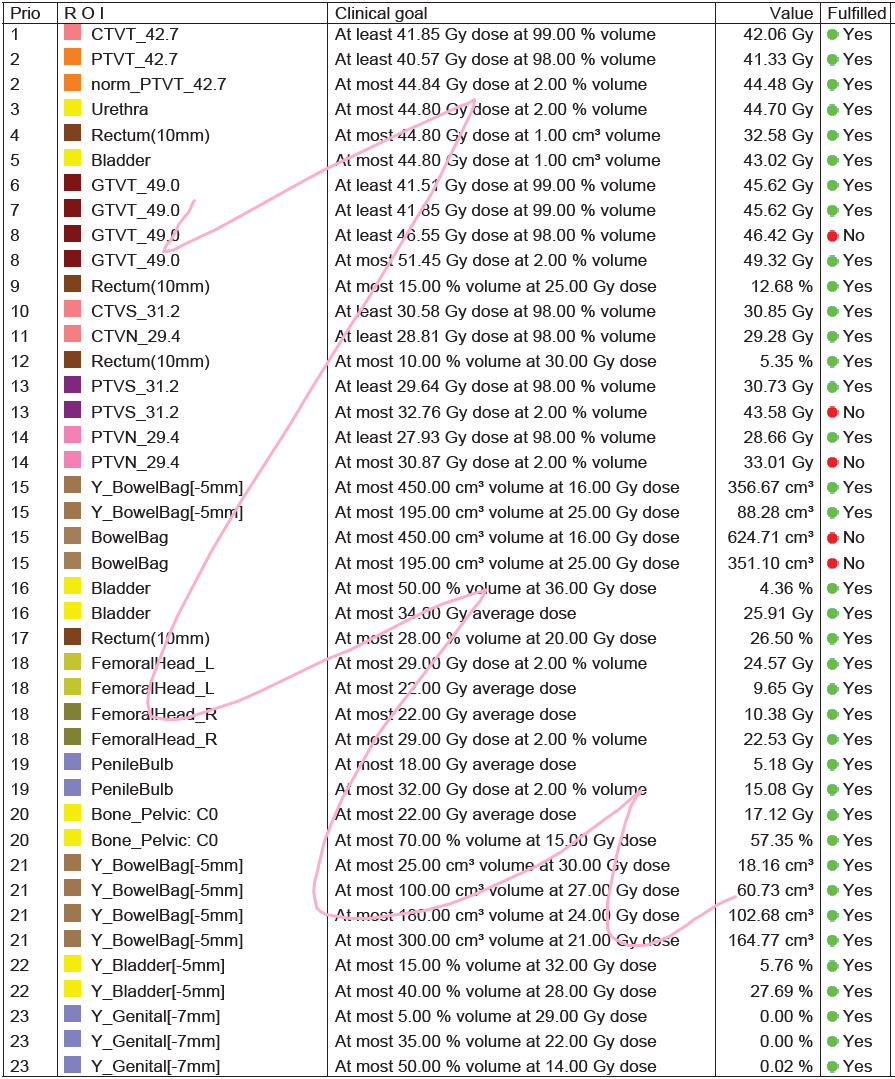 Prio R O I Clinical goal Value Fulfilled
1 CTVT_42.7 At least 41.85 Gy dose at 99.00 % volume 42.06 Gy Yes
2 PTVT_42.7 At least 40.57 Gy dose at 98.00 % volume 41.33 Gy Yes
2 norm_PTVT_42.7 At most 44.84 Gy dose at 2.00 % volume 44.48 Gy Yes
3 Urethra At most 44.80 Gy dose at 2.00 % volume 44.70 Gy Yes
4 Rectum(10mm) At most 44.80 Gy dose at 1.00 cm³ volume 32.58 Gy Yes
5 Bladder At most 44.80 Gy dose at 1.00 cm³ volume 43.02 Gy Yes
6 GTVT_49.0 At least 41.51 Gy dose at 99.00 % volume 45.62 Gy Yes
7 GTVT_49.0 At least 41.85 Gy dose at 99.00 % volume 45.62 Gy Yes
8 GTVT_49.0 At least 46.55 Gy dose at 98.00 % volume 46.42 Gy No
8 GTVT_49.0 At most 51.45 Gy dose at 2.00 % volume 49.32 Gy Yes
9 Rectum(10mm) At most 15.00 % volume at 25.00 Gy dose 12.68 % Yes
10 CTVS_31.2 At least 30.58 Gy dose at 98.00 % volume 30.85 Gy Yes
11 CTVN_29.4 At least 28.81 Gy dose at 98.00 % volume 29.28 Gy Yes
12 Rectum(10mm) At most 10.00 % volume at 30.00 Gy dose 5.35 % Yes
13 PTVS_31.2 At least 29.64 Gy dose at 98.00 % volume 30.73 Gy Yes
13 PTVS_31.2 At most 32.76 Gy dose at 2.00 % volume 43.58 Gy No
14 PTVN_29.4 At least 27.93 Gy dose at 98.00 % volume 28.66 Gy Yes
14 PTVN_29.4 At most 30.87 Gy dose at 2.00 % volume 33.01 Gy No
15 Y_BowelBag[-5mm] At most 450.00 cm³ volume at 16.00 Gy dose 356.67 cm³ Yes
15 Y_BowelBag[-5mm] At most 195.00 cm³ volume at 25.00 Gy dose 88.28 cm³ Yes
15 BowelBag At most 450.00 cm³ volume at 16.00 Gy dose 624.71 cm³ No
15 BowelBag At most 195.00 cm³ volume at 25.00 Gy dose 351.10 cm³ No
16 Bladder At most 50.00 % volume at 36.00 Gy dose 4.36 % Yes
16 Bladder At most 34.00 Gy average dose 25.91 Gy Yes
17 Rectum(10mm) At most 28.00 % volume at 20.00 Gy dose 26.50 % Yes
18 FemoralHead_L At most 29.00 Gy dose at 2.00 % volume 24.57 Gy Yes
18 FemoralHead_L At most 22.00 Gy average dose 9.65 Gy Yes
18 FemoralHead_R At most 22.00 Gy average dose 10.38 Gy Yes
18 FemoralHead_R At most 29.00 Gy dose at 2.00 % volume 22.53 Gy Yes
19 PenileBulb At most 18.00 Gy average dose 5.18 Gy Yes
19 PenileBulb At most 32.00 Gy dose at 2.00 % volume 15.08 Gy Yes
20 Bone_Pelvic: C0 At most 22.00 Gy average dose 17.12 Gy Yes
20 Bone_Pelvic: C0 At most 70.00 % volume at 15.00 Gy dose 57.35 % Yes
21 Y_BowelBag[-5mm] At most 25.00 cm³ volume at 30.00 Gy dose 18.16 cm³ Yes
21 Y_BowelBag[-5mm] At most 100.00 cm³ volume at 27.00 Gy dose 60.73 cm³ Yes
21 Y_BowelBag[-5mm] At most 180.00 cm³ volume at 24.00 Gy dose 102.68 cm³ Yes
21 Y_BowelBag[-5mm] At most 300.00 cm³ volume at 21.00 Gy dose 164.77 cm³ Yes
22 Y_Bladder[-5mm] At most 15.00 % volume at 32.00 Gy dose 5.76 % Yes
22 Y_Bladder[-5mm] At most 40.00 % volume at 28.00 Gy dose 27.69 % Yes
23 Y_Genital[-7mm] At most 5.00 % volume at 29.00 Gy dose 0.00 % Yes
23 Y_Genital[-7mm] At most 35.00 % volume at 22.00 Gy dose 0.00 % Yes
23 Y_Genital[-7mm] At most 50.00 % volume at 14.00 Gy dose 0.02 % Yes